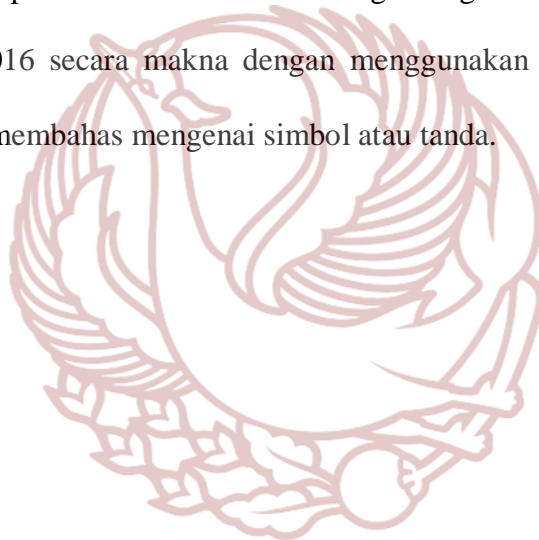 016 secara makna dengan menggunakan
membahas mengenai simbol atau tanda.